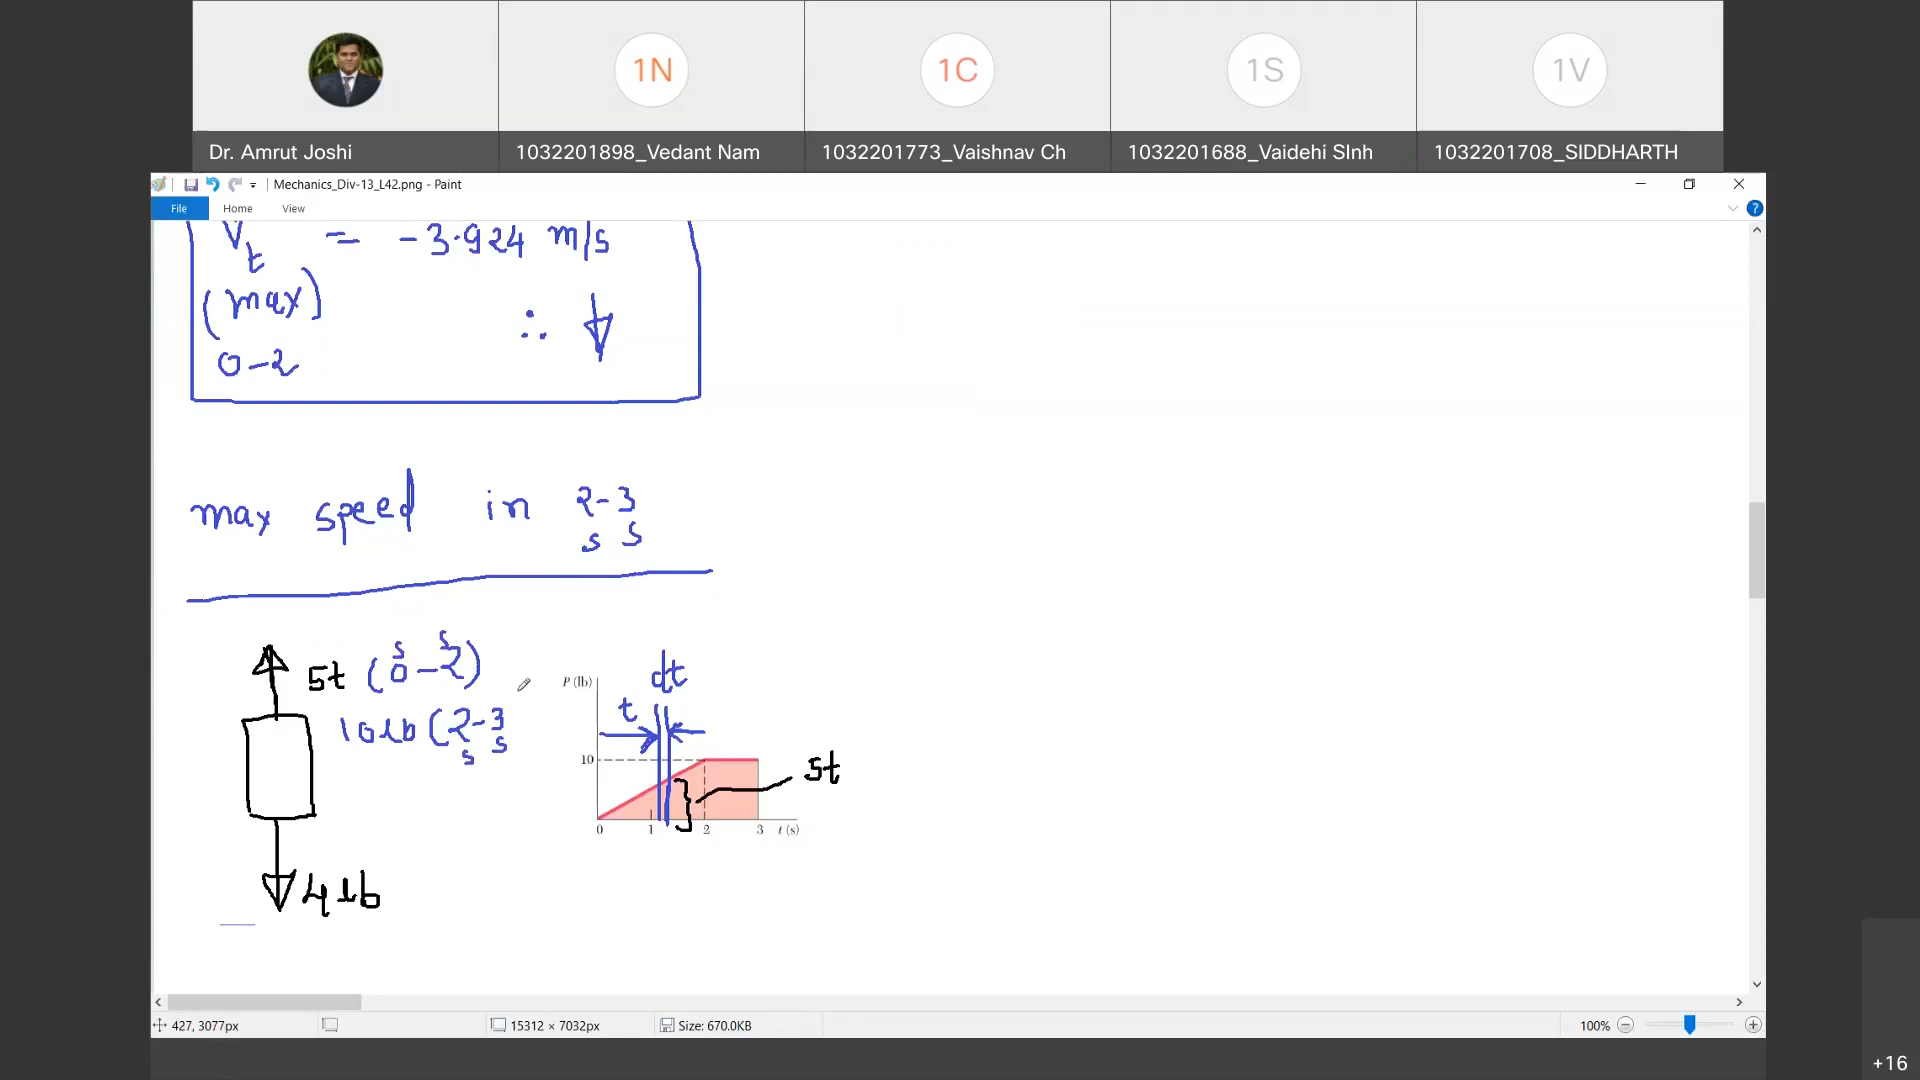 1N
1C
1S
1V
Dr. Amrut Joshi
1032201898_Vedant Nam
1032201773_Vaishnav Ch
1032201688_Vaidehi SInh
1032201708_SIDDHARTH
Mechanics_Div-13_L42.png - Paint
File
Home
View
?
Vt = -3.924 m/s
(max)
0-2
∴ ↓
max speed in 2-3
s s
s s
5t (0-2)
10lb (2-3
s s
4lb
P (lb)
dt
t
10
5t
0 1 2 3 t (s)
427, 3077px
15312 × 7032px
Size: 670.0KB
100%
+16